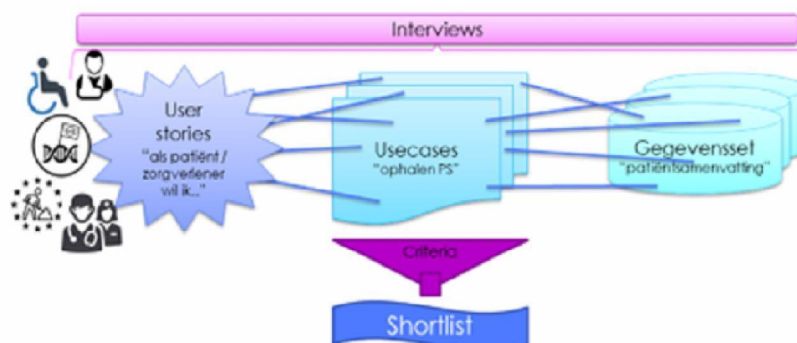 Interviews
User
stories
"als patiënt /
zorgverlener
wil ik..."
Usecases
"ophalen PS"
Gegevensset
"patiëntsamenvatting"
Criteria
Shortlist